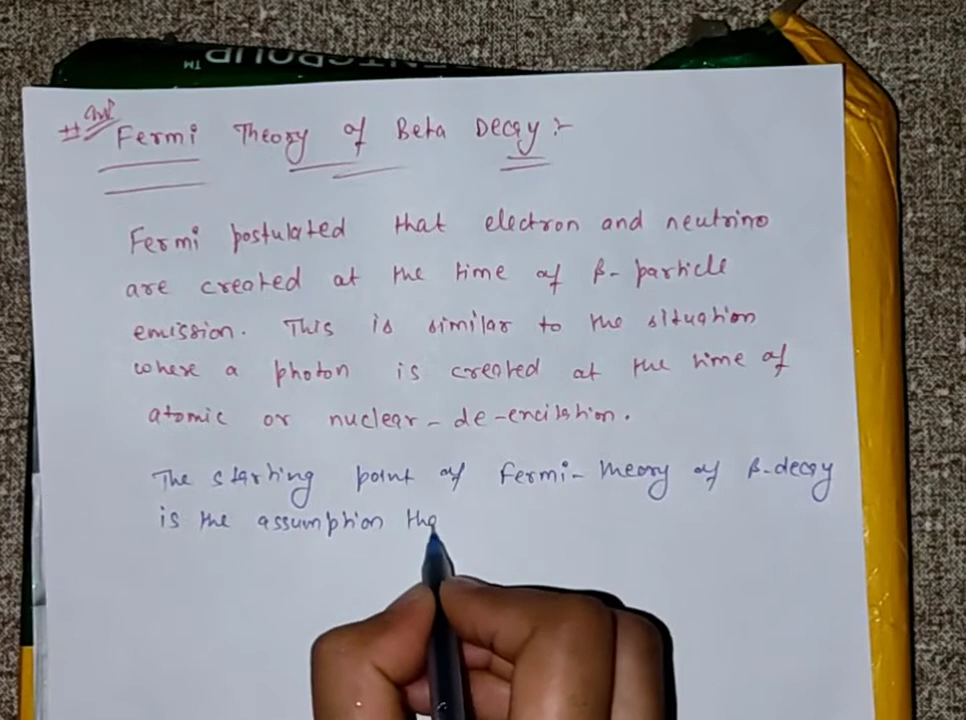 Fermi Theory of Beta Decay :-
Fermi postulated that electron and neutrino
are created at the time of β- particle
emission. This is similar to the situation
where a photon is created at the time of
atomic or nuclear - de - encitation.
The starting point of Fermi - theory of β-decay
is the assumption tha